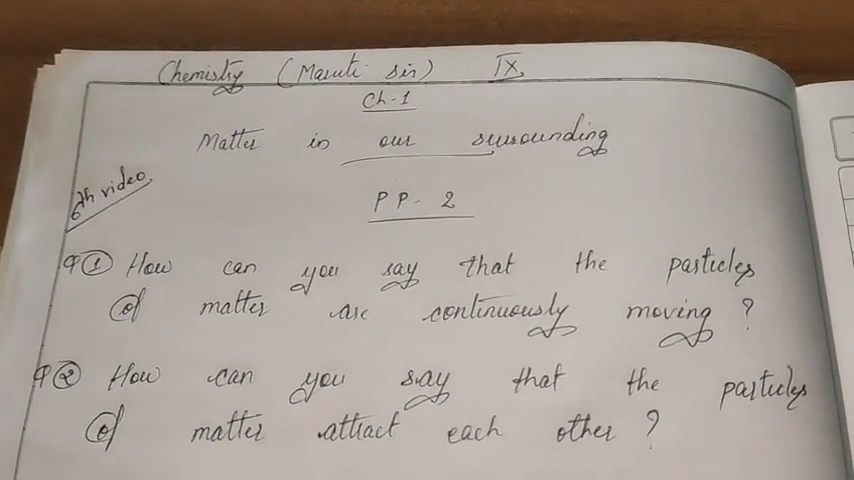 Chemistry (Maruti sir) IX
Ch-1
Matter in our surrounding
6th video
PP-2
Q① How can you say that the particles
of matter are continuously moving ?
Q② How can you say that the particles
of matter attract each other ?